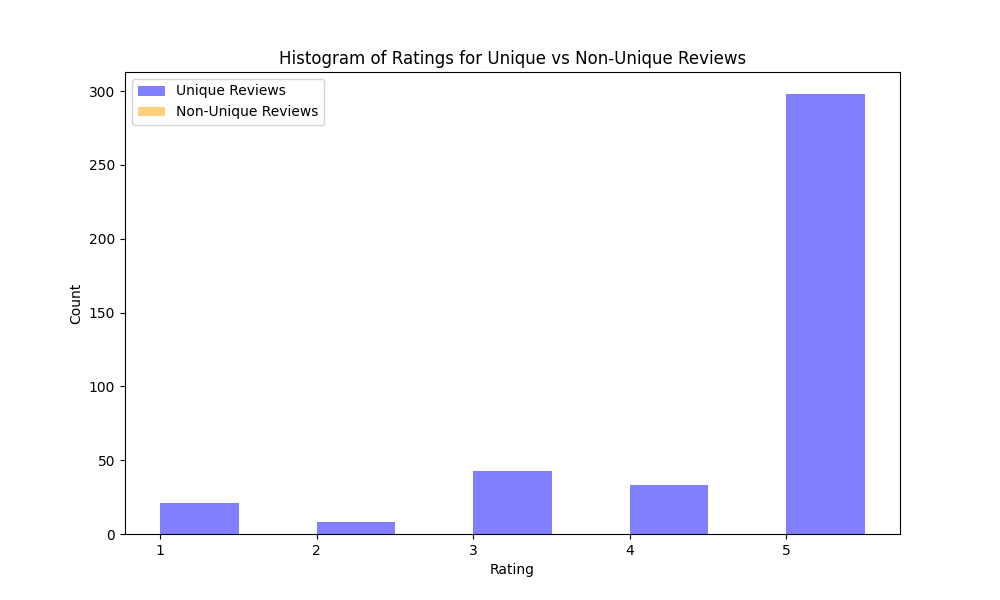 Histogram of Ratings for Unique vs Non-Unique Reviews
Unique Reviews
Non-Unique Reviews
300
250
200
150
100
50
0
Count
1 2 3 4 5
Rating